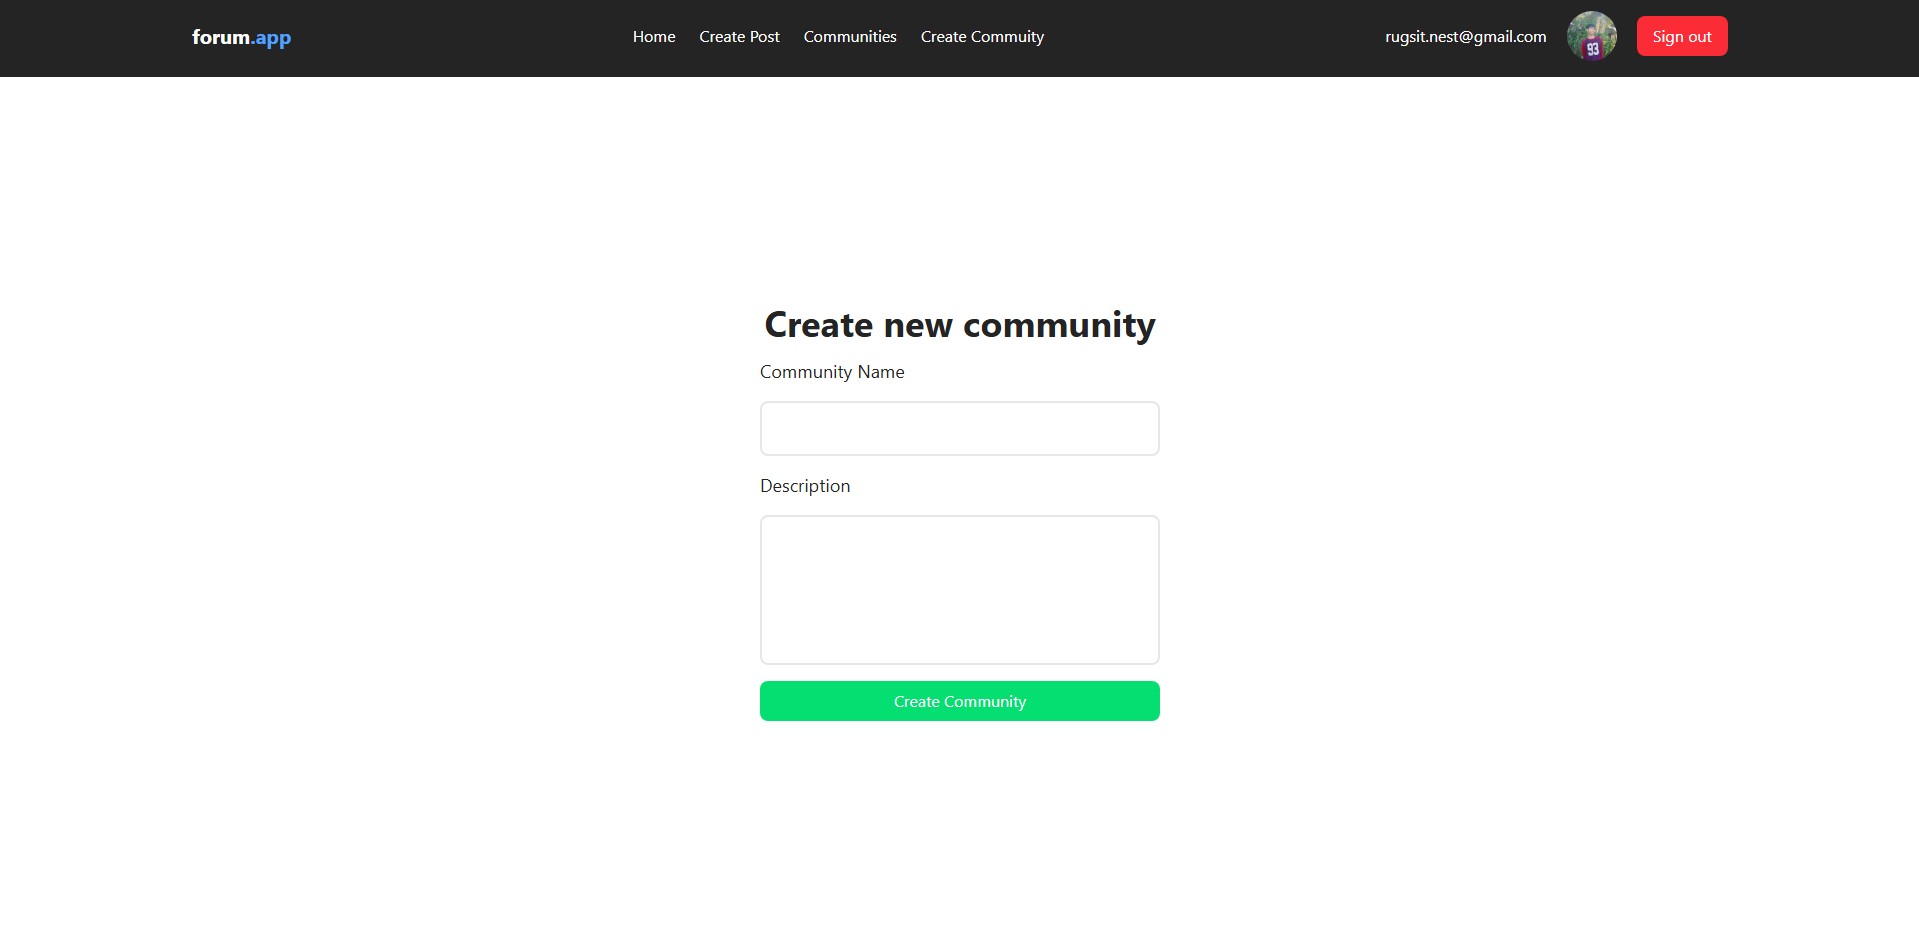 forum.app
Home Create Post Communities Create Commuity
rugsit.nest@gmail.com
93
Sign out
Create new community
Community Name
Description
Create Community